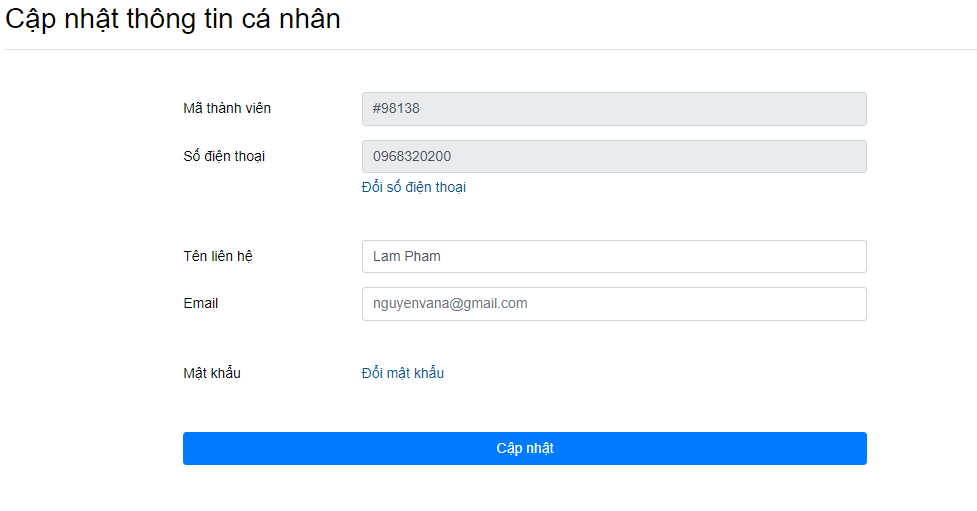 Cập nhật thông tin cá nhân
Mã thành viên #98138
Số điện thoại 0968320200
Đổi số điện thoại
Tên liên hệ Lam Pham
Email nguyenvana@gmail.com
Mật khẩu Đổi mật khẩu
Cập nhật